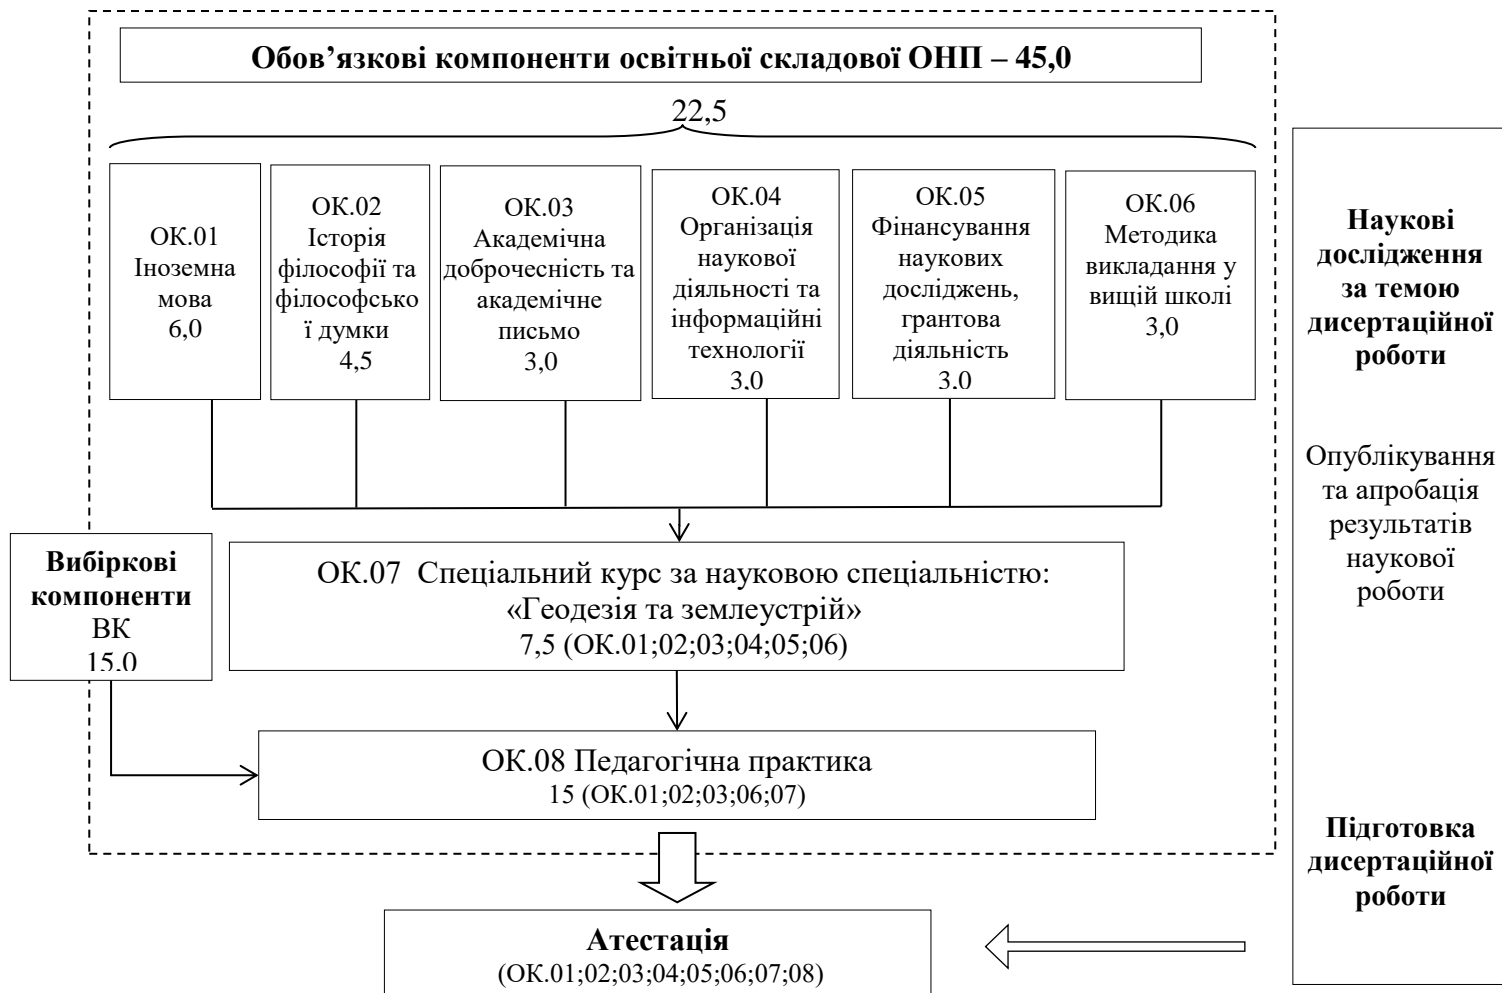 Обов’язкові компоненти освітньої складової ОНП – 45,0
22,5
ОК.01
Іноземна
мова
6,0
ОК.02
Історія
філософії та
філософсько
ї думки
4,5
ОК.03
Академічна
доброчесність та
академічне
письмо
3,0
ОК.04
Організація
наукової
діяльності та
інформаційні
технології
3,0
ОК.05
Фінансування
наукових
досліджень,
грантова
діяльність
3,0
ОК.06
Методика
викладання у
вищій школі
3,0
Наукові
дослідження
за темою
дисертаційної
роботи
Опублікування
та апробація
результатів
наукової
роботи
Підготовка
дисертаційної
роботи
Вибіркові
компоненти
ВК
15,0
ОК.07 Спеціальний курс за науковою спеціальністю:
«Геодезія та землеустрій»
7,5 (ОК.01;02;03;04;05;06)
ОК.08 Педагогічна практика
15 (ОК.01;02;03;06;07)
Атестація
(ОК.01;02;03;04;05;06;07;08)